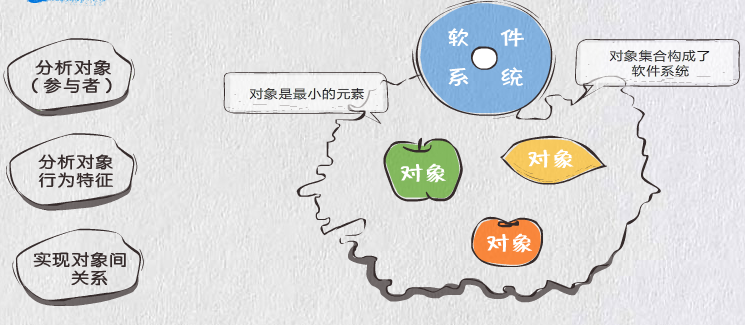 分析对象
（参与者）
分析对象
行为特征
实现对象间
关系
对象是最小的元素
软件
系统
对象集合构成了
软件系统
对象
对象
对象